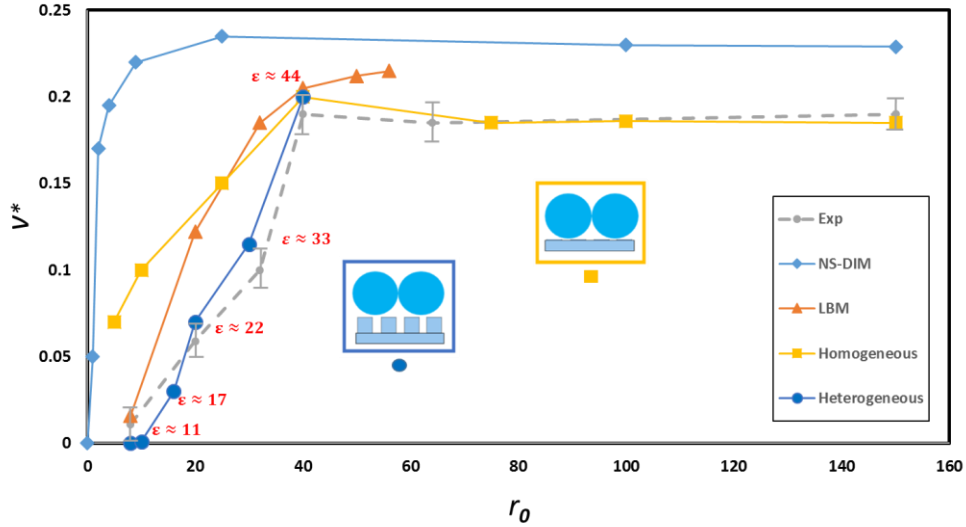 0.25
0.2
0.15
0.1
0.05
0
V*
0 20 40 60 80 100 120 140 160
r₀
ε ≈ 44
ε ≈ 33
ε ≈ 22
ε ≈ 17
ε ≈ 11
Exp
NS-DIM
LBM
Homogeneous
Heterogeneous